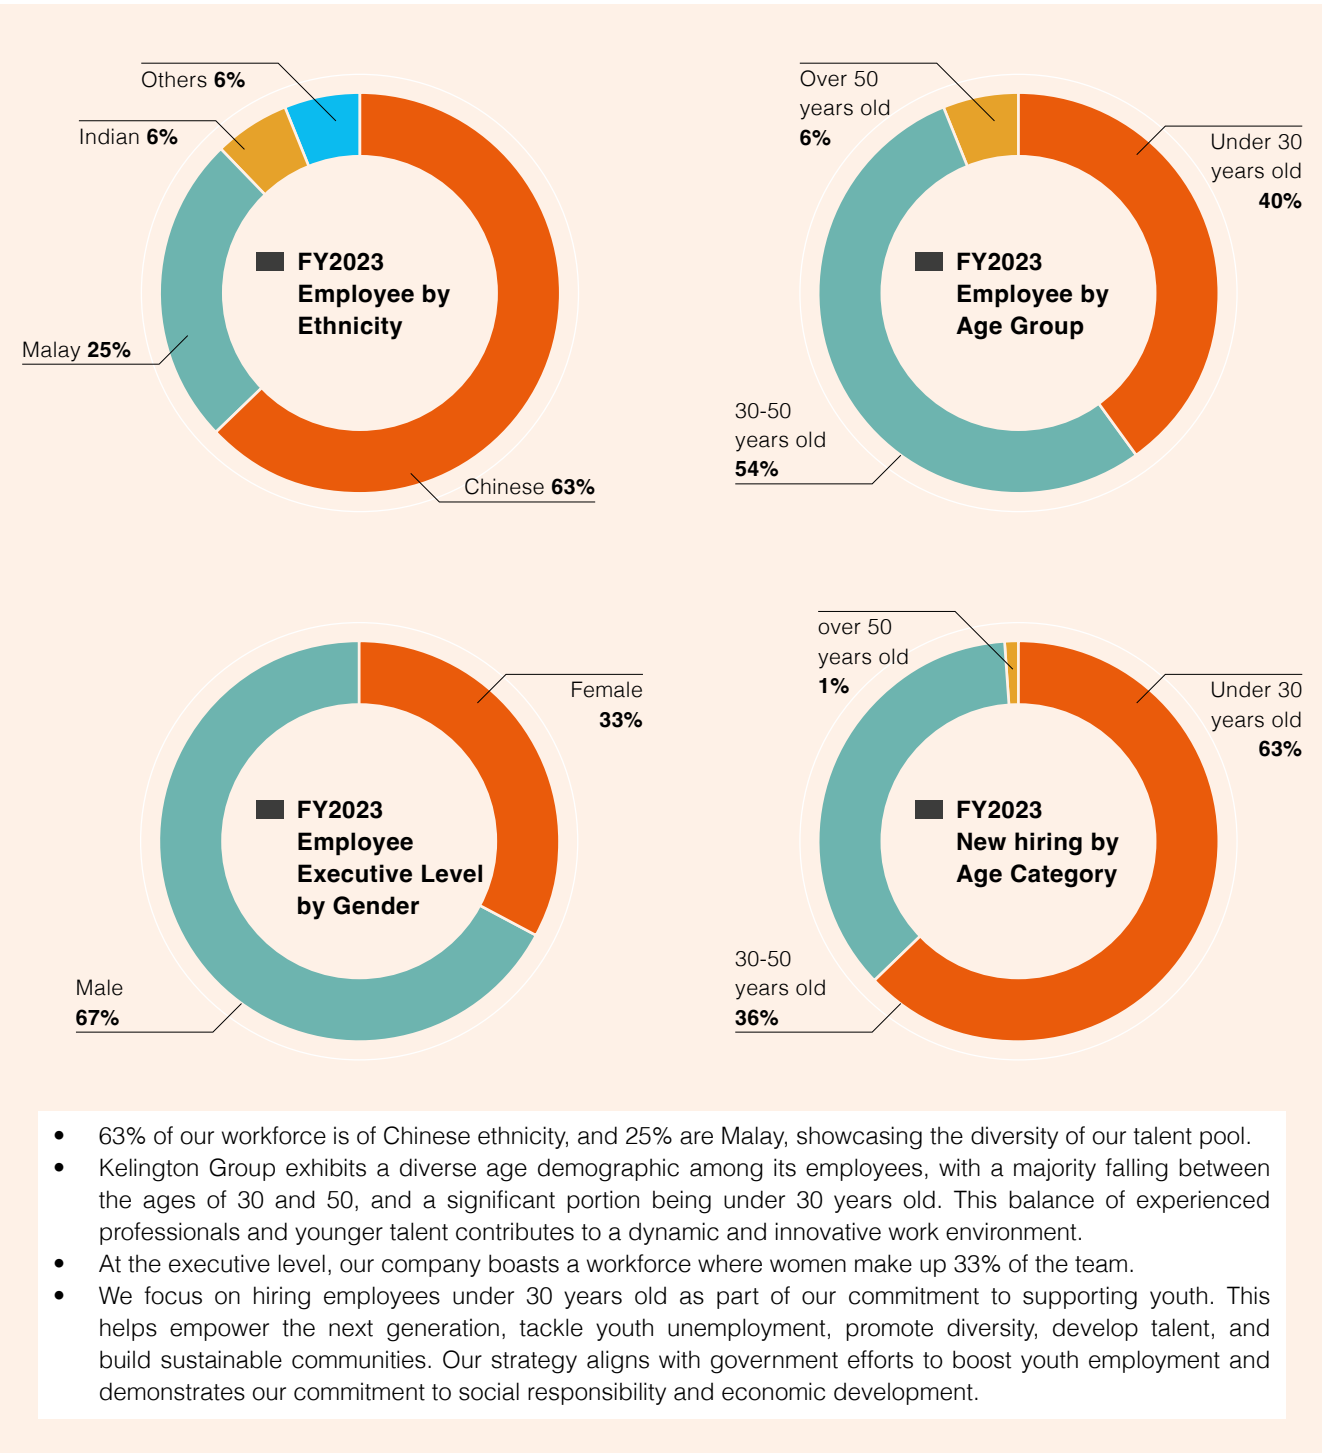 Others 6%
Indian 6%
Malay 25%
Chinese 63%
FY2023
Employee by
Ethnicity
Over 50
years old
6%
Under 30
years old
40%
30-50
years old
54%
FY2023
Employee by
Age Group
Female
33%
Male
67%
FY2023
Employee
Executive Level
by Gender
over 50
years old
1%
Under 30
years old
63%
30-50
years old
36%
FY2023
New hiring by
Age Category
• 63% of our workforce is of Chinese ethnicity, and 25% are Malay, showcasing the diversity of our talent pool.
• Kelington Group exhibits a diverse age demographic among its employees, with a majority falling between
the ages of 30 and 50, and a significant portion being under 30 years old. This balance of experienced
professionals and younger talent contributes to a dynamic and innovative work environment.
• At the executive level, our company boasts a workforce where women make up 33% of the team.
• We focus on hiring employees under 30 years old as part of our commitment to supporting youth. This
helps empower the next generation, tackle youth unemployment, promote diversity, develop talent, and
build sustainable communities. Our strategy aligns with government efforts to boost youth employment and
demonstrates our commitment to social responsibility and economic development.